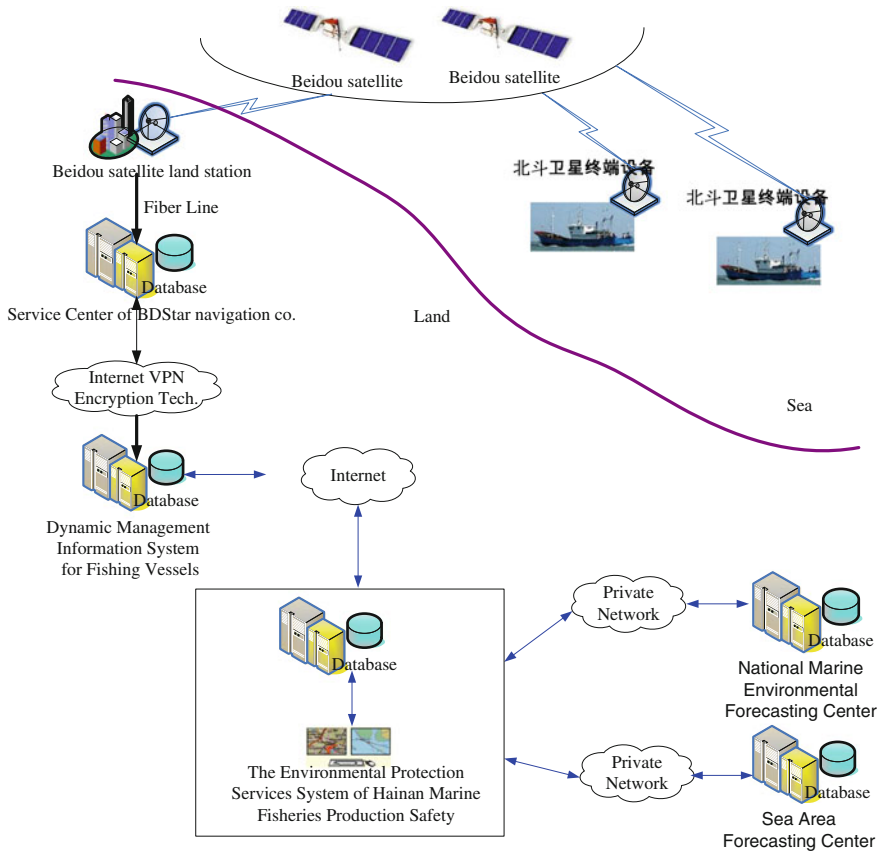 Beidou satellite
Beidou satellite
Beidou satellite land station
北斗卫星终端设备
北斗卫星终端设备
Fiber Line
Database
Service Center of BDStar navigation co.
Land
Internet VPN
Encryption Tech.
Sea
Database
Internet
Dynamic Management
Information System
for Fishing Vessels
Database
Private
Network
Database
National Marine
Environmental
Forecasting Center
The Environmental Protection
Services System of Hainan Marine
Fisheries Production Safety
Private
Network
Database
Sea Area
Forecasting Center